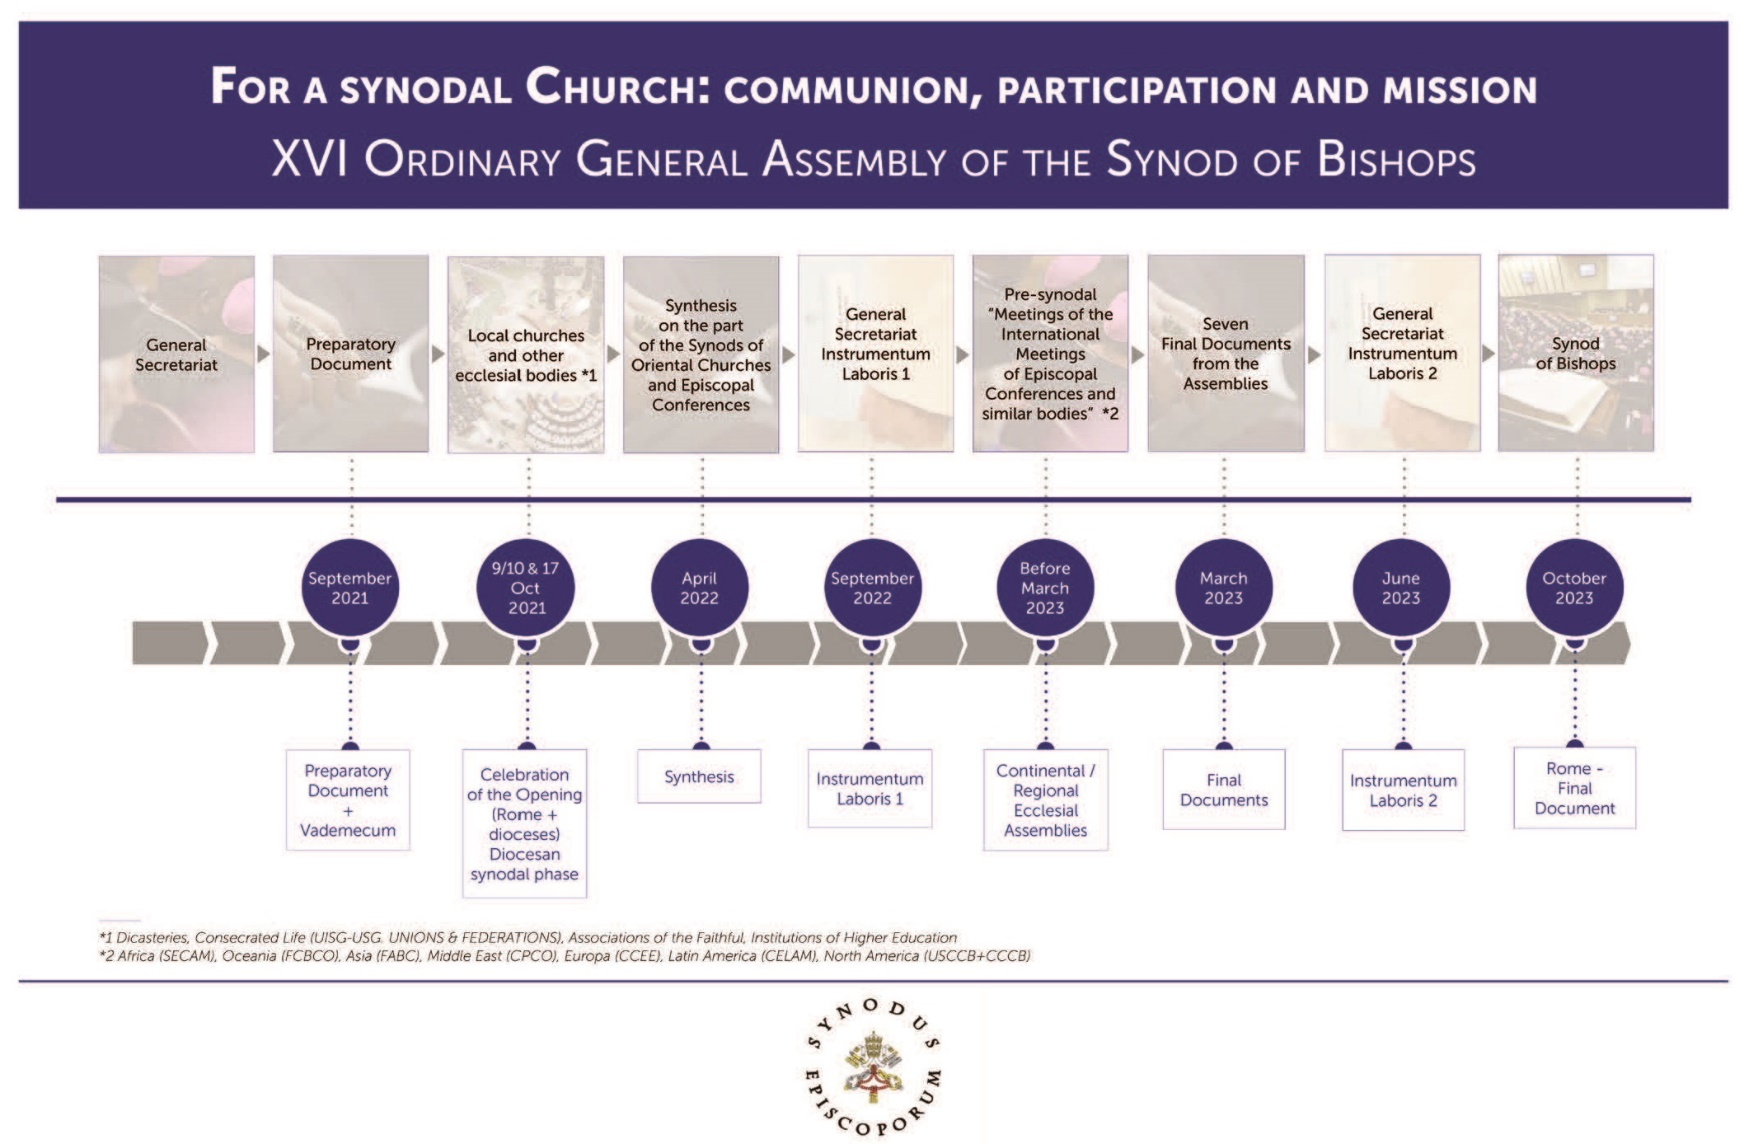 FOR A SYNODAL CHURCH: COMMUNION, PARTICIPATION AND MISSION
XVI ORDINARY GENERAL ASSEMBLY OF THE SYNOD OF BISHOPS
General
Secretariat
Preparatory
Document
Local churches
and other
ecclesial bodies *1
Synthesis
on the part
of the Synods of
Oriental Churches
and Episcopal
Conferences
General
Secretariat
Instrumentum
Laboris 1
Pre-synodal
"Meetings of the
International
Meetings
of Episcopal
Conferences and
similar bodies" *2
Seven
Final Documents
from the
Assemblies
General
Secretariat
Instrumentum
Laboris 2
Synod
of Bishops
September
2021
9/10 & 17
Oct
2021
April
2022
September
2022
Before
March
2023
March
2023
June
2023
October
2023
Preparatory
Document
+
Vademecum
Celebration
of the Opening
(Rome +
dioceses)
Diocesan
synodal phase
Synthesis
Instrumentum
Laboris 1
Continental /
Regional
Ecclesial
Assemblies
Final
Documents
Instrumentum
Laboris 2
Rome -
Final
Document
*1 Dicasteries, Consecrated Life (UISG-USG. UNIONS & FEDERATIONS), Associations of the Faithful, Institutions of Higher Education
*2 Africa (SECAM), Oceania (FCBCO), Asia (FABC), Middle East (CPCO), Europa (CCEE), Latin America (CELAM), North America (USCCB+CCCB)
SYNODUS
EPISCOPORUM